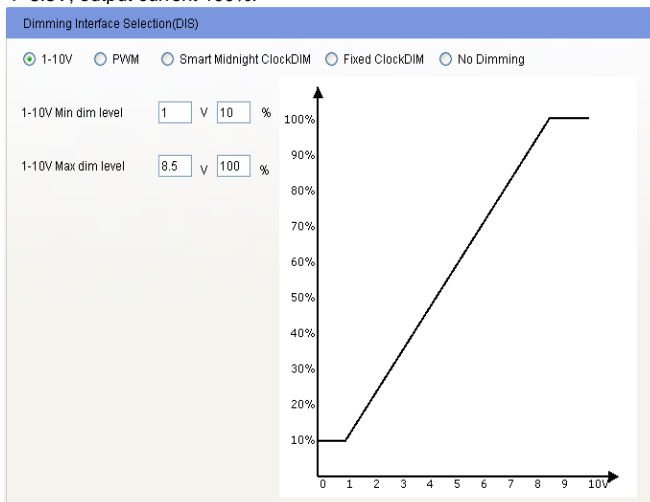 Dimming Interface Selection(DIS)
1-10V PWM Smart Midnight ClockDIM Fixed ClockDIM No Dimming
1-10V Min dim level 1 V 10 %
1-10V Max dim level 8.5 V 100 %
100%
90%
80%
70%
60%
50%
40%
30%
20%
10%
0 1 2 3 4 5 6 7 8 9 10V